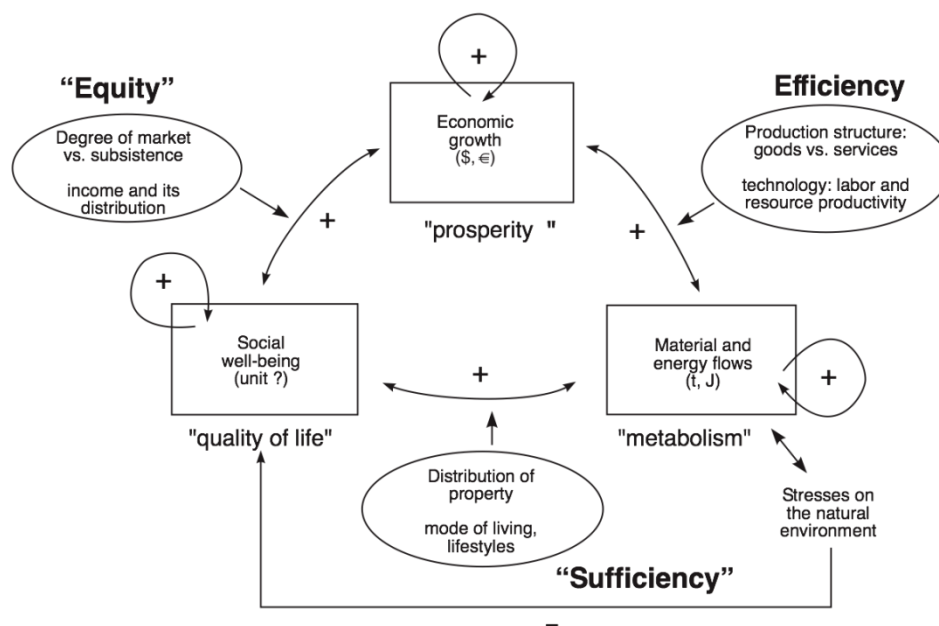 +
“Equity”
Efficiency
Degree of market
vs. subsistence
income and its
distribution
Economic
growth
($, €)
Production structure:
goods vs. services
technology: labor and
resource productivity
+
"prosperity "
+
+
Social
well-being
(unit ?)
+
Material and
energy flows
(t, J)
+
"quality of life"
"metabolism"
Distribution of
property
mode of living,
lifestyles
Stresses on
the natural
environment
“Sufficiency”